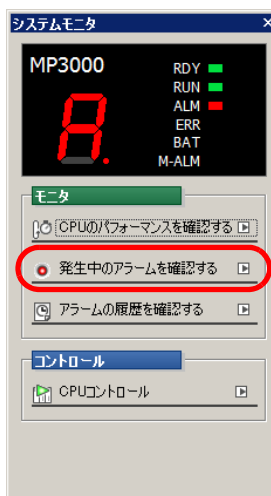 システムモニタ ×
MP3000
RDY
RUN
ALM
ERR
BAT
M-ALM
A.
モニタ
CPUのパフォーマンスを確認する
発生中のアラームを確認する
アラームの履歴を確認する
コントロール
CPUコントロール